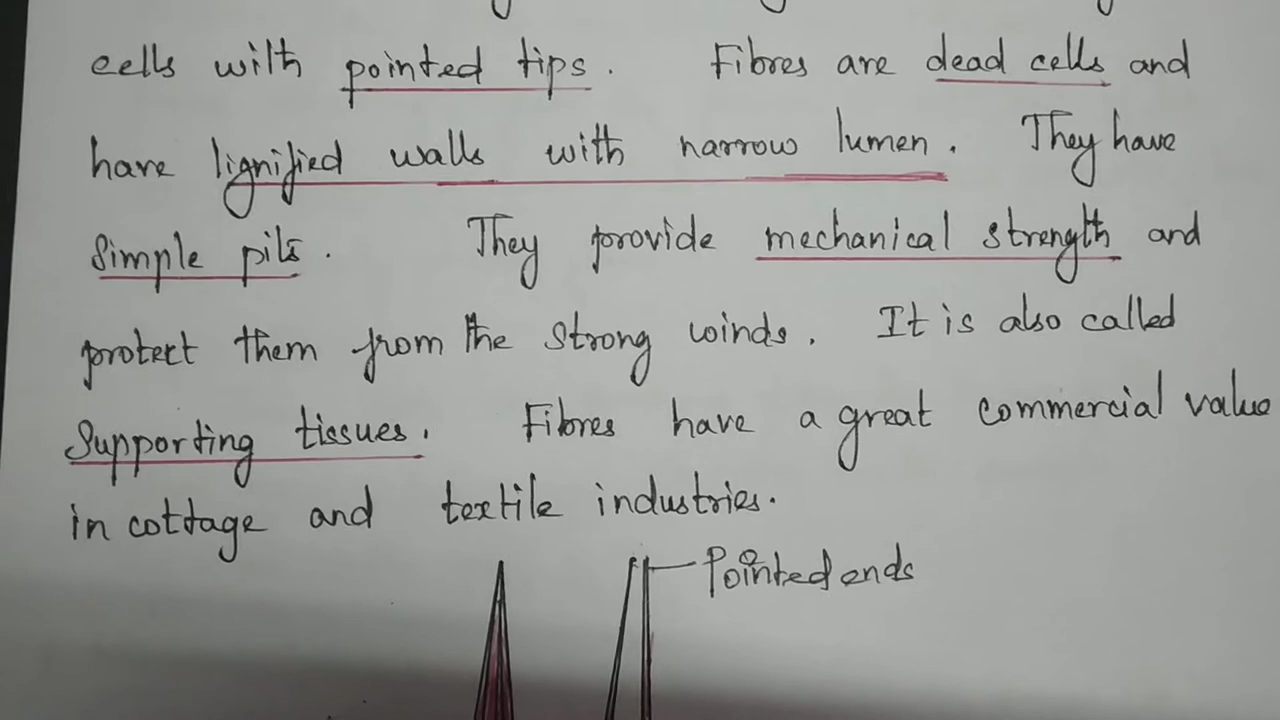 cells with pointed tips. Fibres are dead cells and
have lignified walls with narrow lumen. They have
Simple pits. They provide mechanical strength and
protect them from the strong winds. It is also called
Supporting tissues. Fibres have a great commercial value
in cottage and textile industries.
Pointed ends